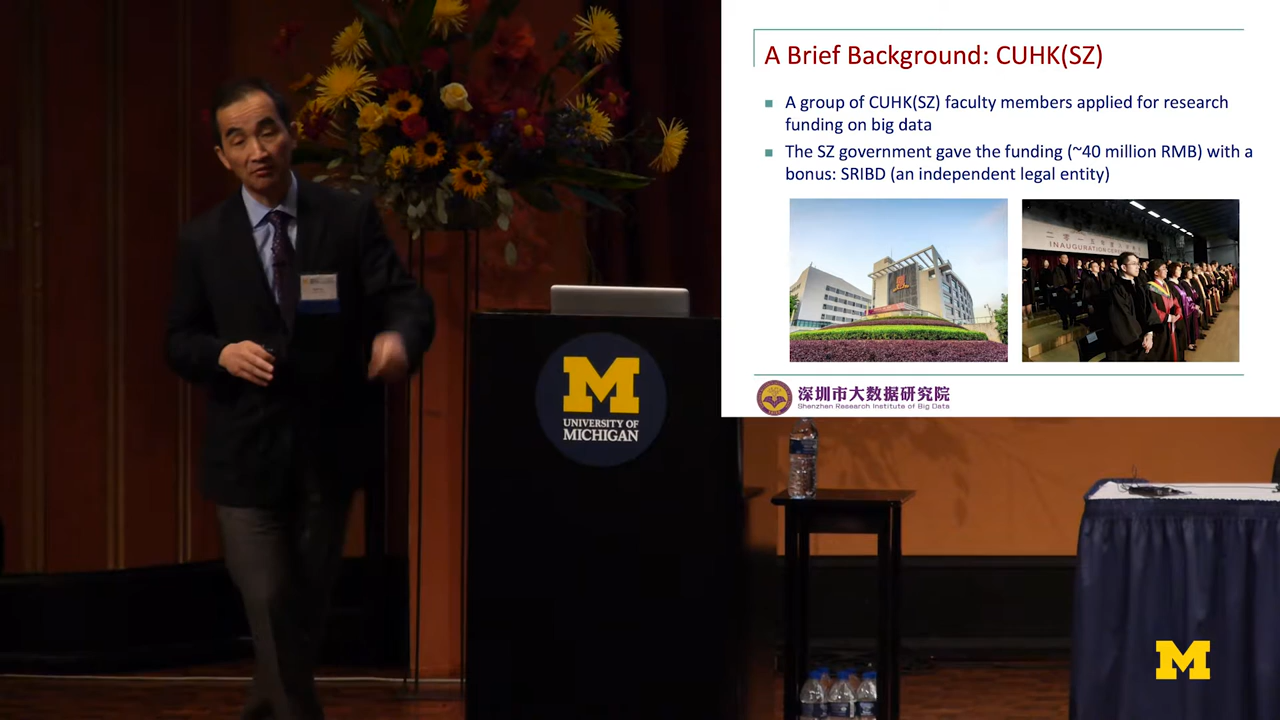 A Brief Background: CUHK(SZ)
A group of CUHK(SZ) faculty members applied for research
funding on big data
The SZ government gave the funding (~40 million RMB) with a
bonus: SRIBD (an independent legal entity)
INAUGURATION
深圳市大数据研究院
Shenzhen Research Institute of Big Data
M
UNIVERSITY OF
MICHIGAN
M